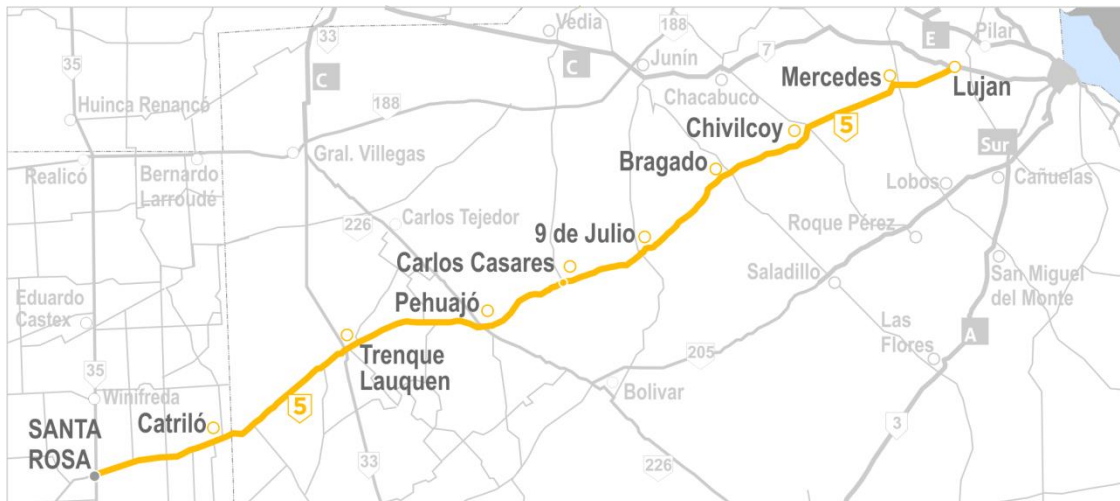 33
Vedia
188
E
Pilar
35
C
C
Junín
7
Mercedes
Lujan
Huinca Renancó
188
Chacabuco
Chivilcoy
5
Gral. Villegas
Sur
Realicó
Bernardo
Larroudé
Bragado
Lobos
Cañuelas
226
Carlos Tejedor
9 de Julio
Roque Pérez
Carlos Casares
Saladillo
San Miguel
del Monte
Eduardo
Castex
Pehuajó
Las
Flores
A
Trenque
Lauquen
205
35
Winifreda
5
Bolivar
Catriló
SANTA
ROSA
3
33
226